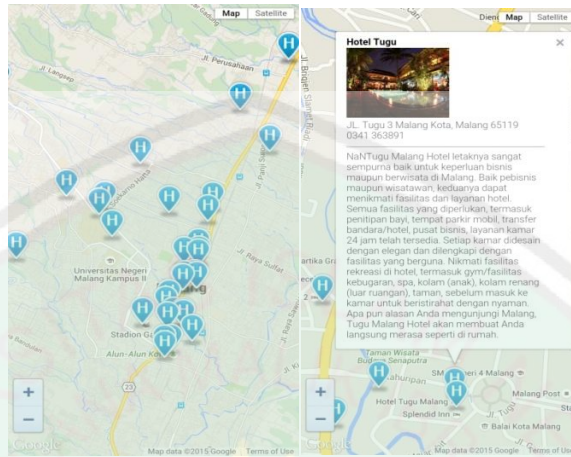 Map Satellite
Jl. Perusahaan
Jl. Langsep
Jl. Panji Suroso
Soekarno Hatta
Universitas Negeri
Malang Kampus II
Jl. Raya Sulfat
Stadion
Alun-Alun
23
+
−
Google
Map data ©2015 Google Terms of Use
Dieng Map Satellite
Hotel Tugu
×
JL. Tugu 3 Malang Kota, Malang 65119
0341 363891
NaNTugu Malang Hotel letaknya sangat
sempurna baik untuk keperluan bisnis
maupun berwisata di Malang. Baik pebisnis
maupun wisatawan, keduanya dapat
menikmati fasilitas dan layanan hotel.
Semua fasilitas yang diperlukan, termasuk
penitipan bayi, tempat parkir mobil, transfer
bandara/hotel, pusat bisnis, layanan kamar
24 jam telah tersedia. Setiap kamar didesain
dengan elegan dan dilengkapi dengan
fasilitas yang berguna. Nikmati fasilitas
rekreasi di hotel, termasuk gym/fasilitas
kebugaran, spa, kolam (anak), kolam renang
(luar ruangan), taman, sebelum masuk ke
kamar untuk beristirahat dengan nyaman.
Apa pun alasan Anda mengunjungi Malang,
Tugu Malang Hotel akan membuat Anda
langsung merasa seperti di rumah.
Taman Wisata
Budaya Senaputra
SM 4 Malang
Malang Post
Hotel Tugu Malang
Splendid Inn
Jl. Tugu
Balai Kota Malang
+
−
Google
Map data ©2015 Google Terms of Use